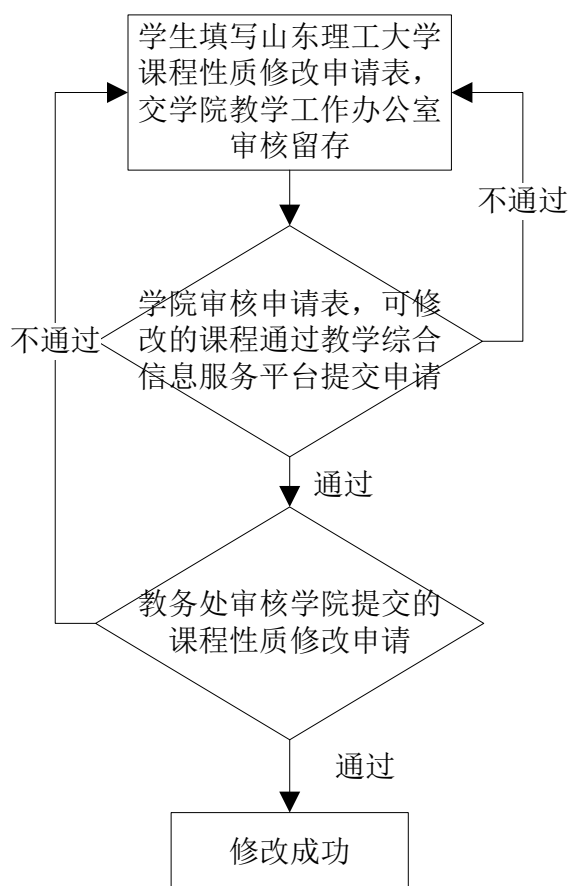 学生填写山东理工大学
课程性质修改申请表，
交学院教学工作办公室
审核留存
不通过
学院审核申请表，可修
改的课程通过教学综合
信息服务平台提交申请
不通过
通过
教务处审核学院提交的
课程性质修改申请
通过
修改成功